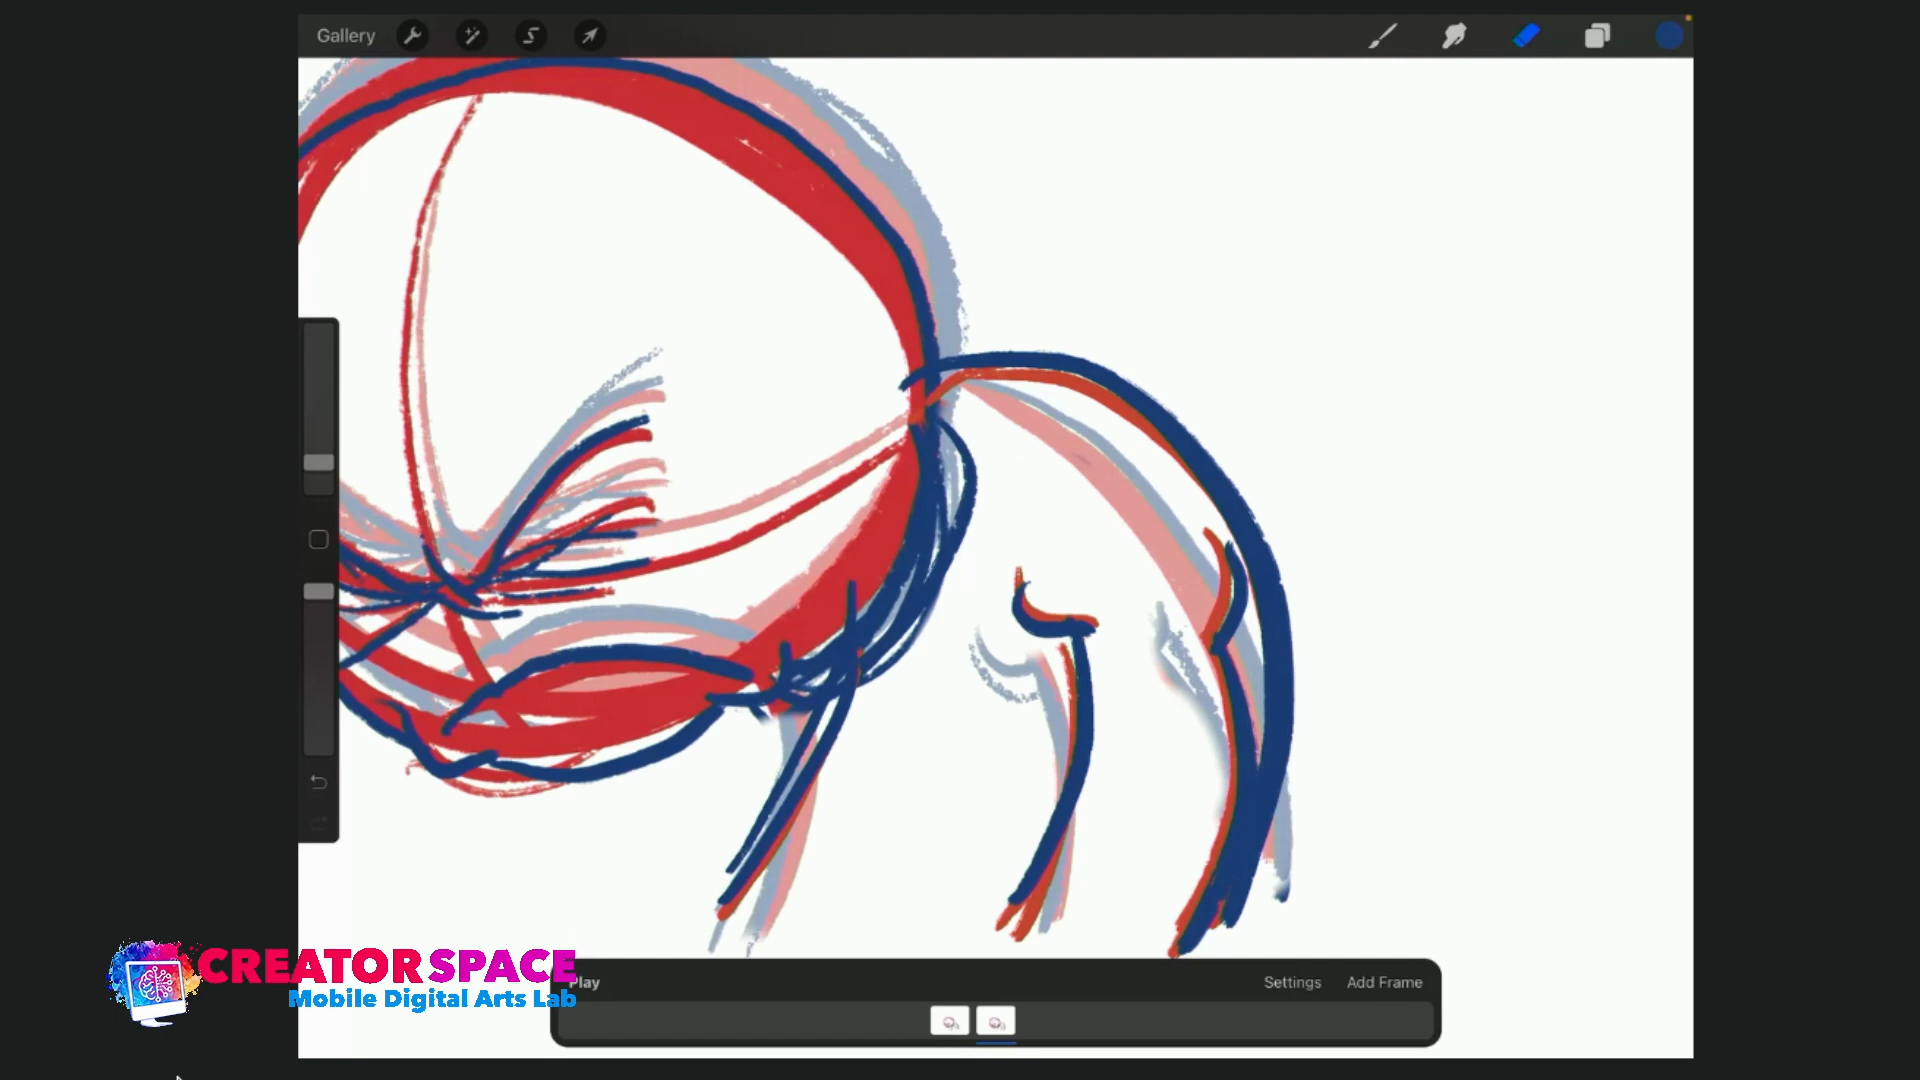 Gallery
CREATOR SPACE
Mobile Digital Arts Lab
Play
Settings
Add Frame